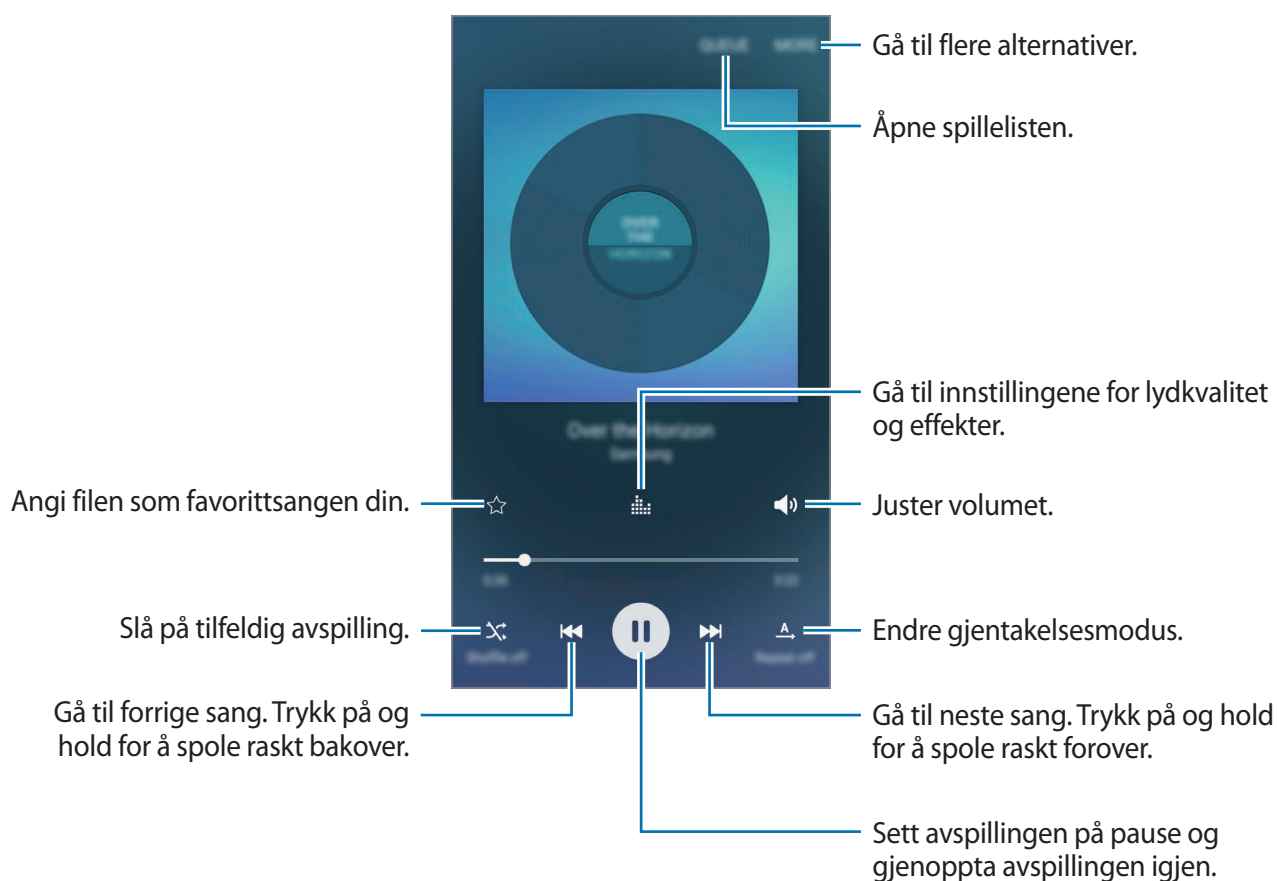 QUEUE MORE
Gå til flere alternativer.
Åpne spillelisten.
OVER
THE
HORIZON
Gå til innstillingene for lydkvalitet
og effekter.
Over the Horizon
Samsung
Angi filen som favorittsangen din.
Juster volumet.
Slå på tilfeldig avspilling.
A
Endre gjentakelsesmodus.
Shuffle off
Repeat off
Gå til forrige sang. Trykk på og
hold for å spole raskt bakover.
Gå til neste sang. Trykk på og hold
for å spole raskt forover.
Sett avspillingen på pause og
gjenoppta avspillingen igjen.